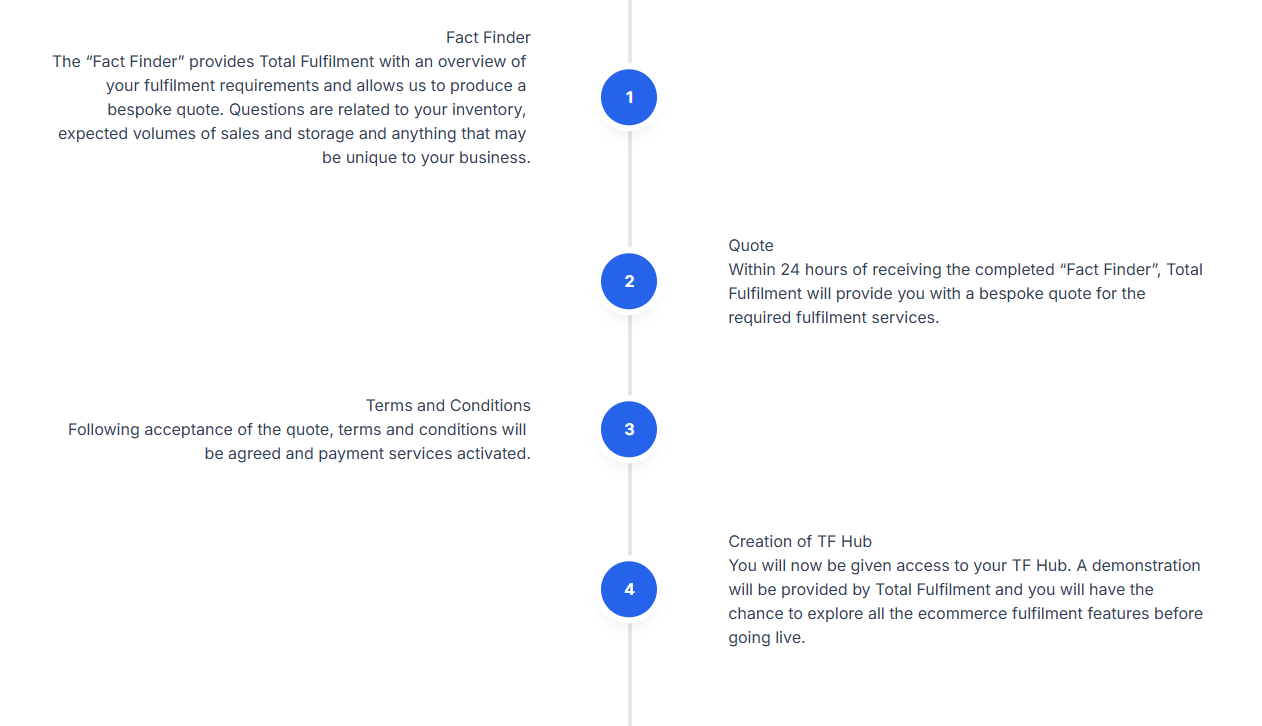 Fact Finder
The “Fact Finder” provides Total Fulfilment with an overview of
your fulfilment requirements and allows us to produce a
bespoke quote. Questions are related to your inventory,
expected volumes of sales and storage and anything that may
be unique to your business.
1
2
Quote
Within 24 hours of receiving the completed “Fact Finder”, Total
Fulfilment will provide you with a bespoke quote for the
required fulfilment services.
Terms and Conditions
Following acceptance of the quote, terms and conditions will
be agreed and payment services activated.
3
4
Creation of TF Hub
You will now be given access to your TF Hub. A demonstration
will be provided by Total Fulfilment and you will have the
chance to explore all the ecommerce fulfilment features before
going live.